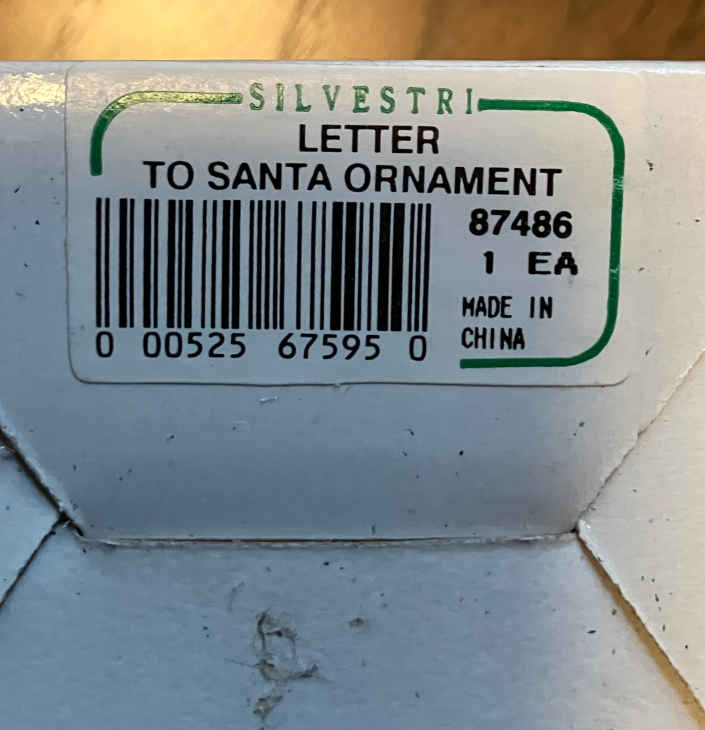 SILVESTRI
LETTER
TO SANTA ORNAMENT
87486
1 EA
MADE IN
CHINA
0 00525 67595 0